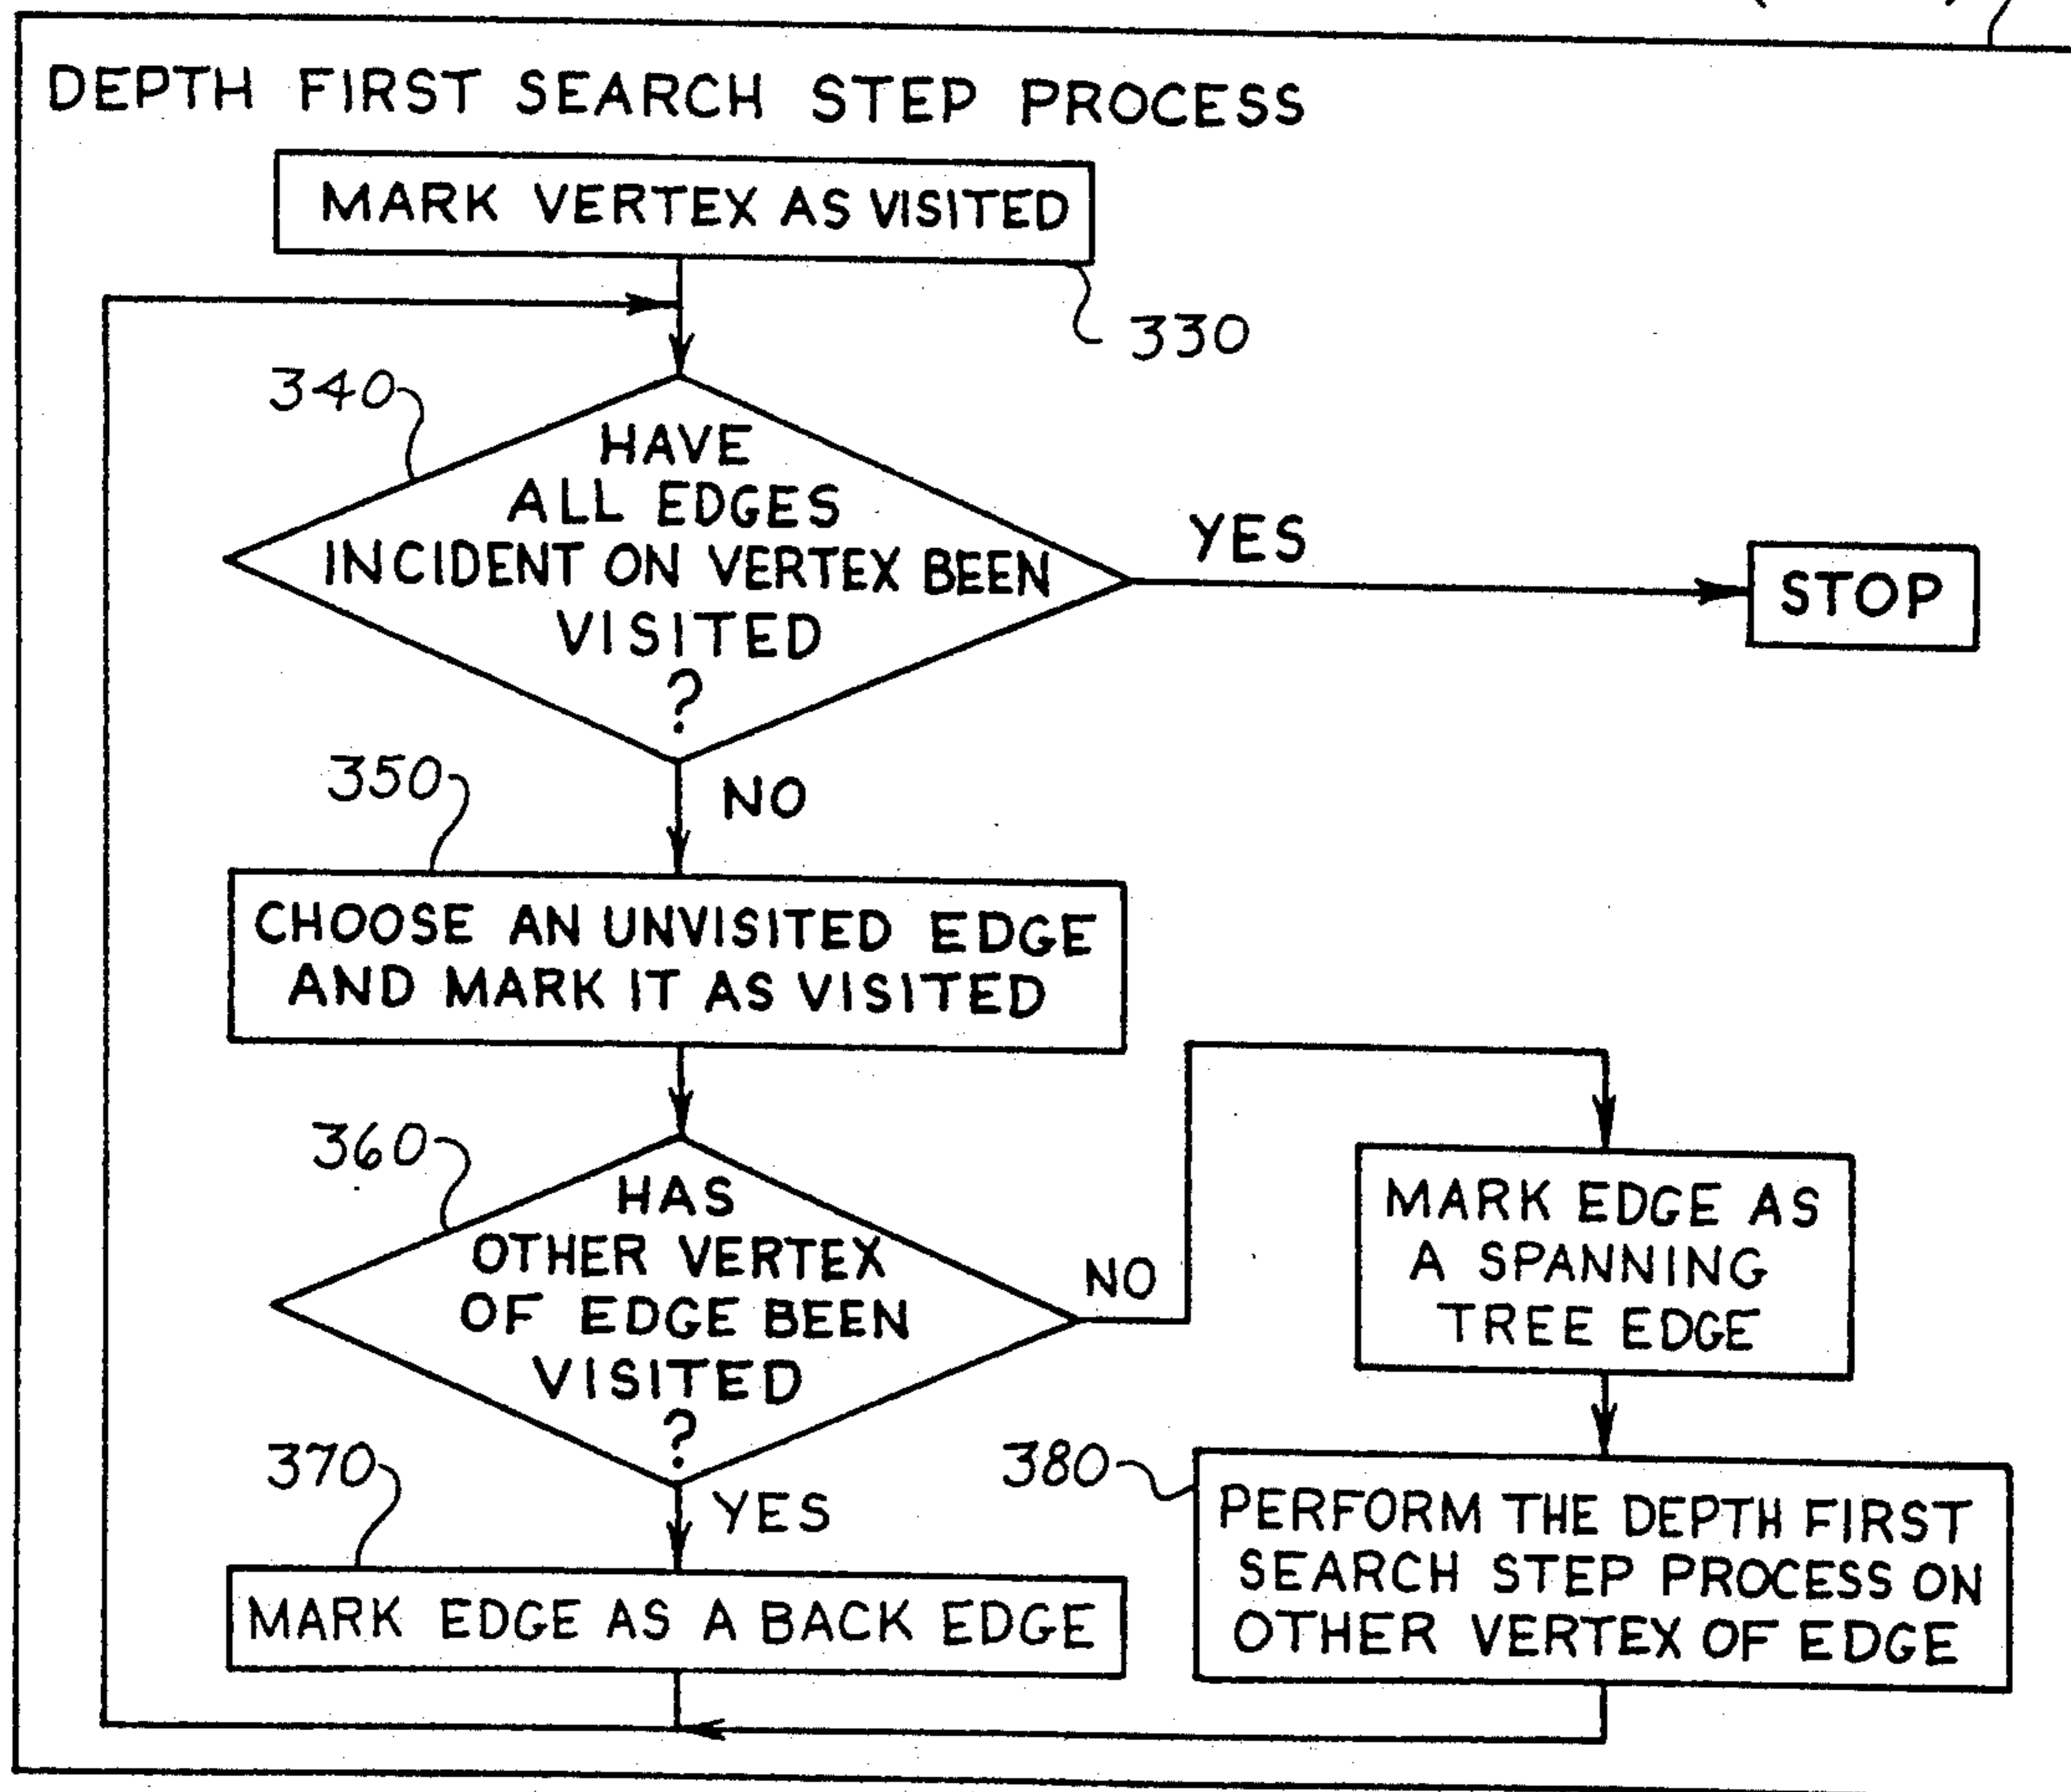 DEPTH FIRST SEARCH STEP PROCESS
MARK VERTEX AS VISITED
330
340
HAVE
ALL EDGES
INCIDENT ON VERTEX BEEN
VISITED
?
YES
STOP
NO
350
CHOOSE AN UNVISITED EDGE
AND MARK IT AS VISITED
360
HAS
OTHER VERTEX
OF EDGE BEEN
VISITED
?
NO
MARK EDGE AS
A SPANNING
TREE EDGE
YES
370
MARK EDGE AS A BACK EDGE
380
PERFORM THE DEPTH FIRST
SEARCH STEP PROCESS ON
OTHER VERTEX OF EDGE